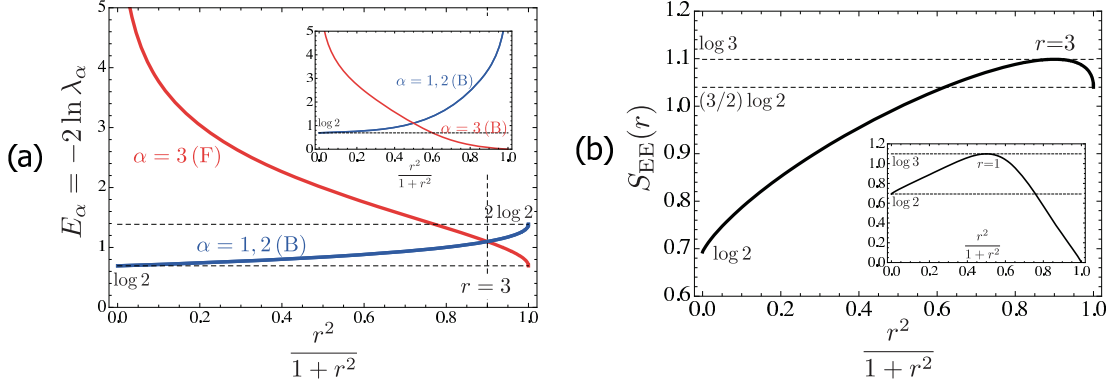 (a)
E_α = −2 ln λ_α
5
4
3
2
1
0
0.0 0.2 0.4 0.6 0.8 1.0
r²
1 + r²
α = 3 (F)
α = 1, 2 (B)
log 2
2 log 2
r = 3
5
4
3
2
1
0
0.0 0.2 0.4 0.6 0.8 1.0
r²
1 + r²
α = 1, 2 (B)
α = 3 (B)
log 2
(b)
S_EE(r)
1.2
1.1
1.0
0.9
0.8
0.7
0.6
0.0 0.2 0.4 0.6 0.8 1.0
r²
1 + r²
log 3
r=3
(3/2) log 2
log 2
1.2
1.0
0.8
0.6
0.4
0.2
0.0
0.0 0.2 0.4 0.6 0.8 1.0
log 3
r=1
log 2
r²
1 + r²